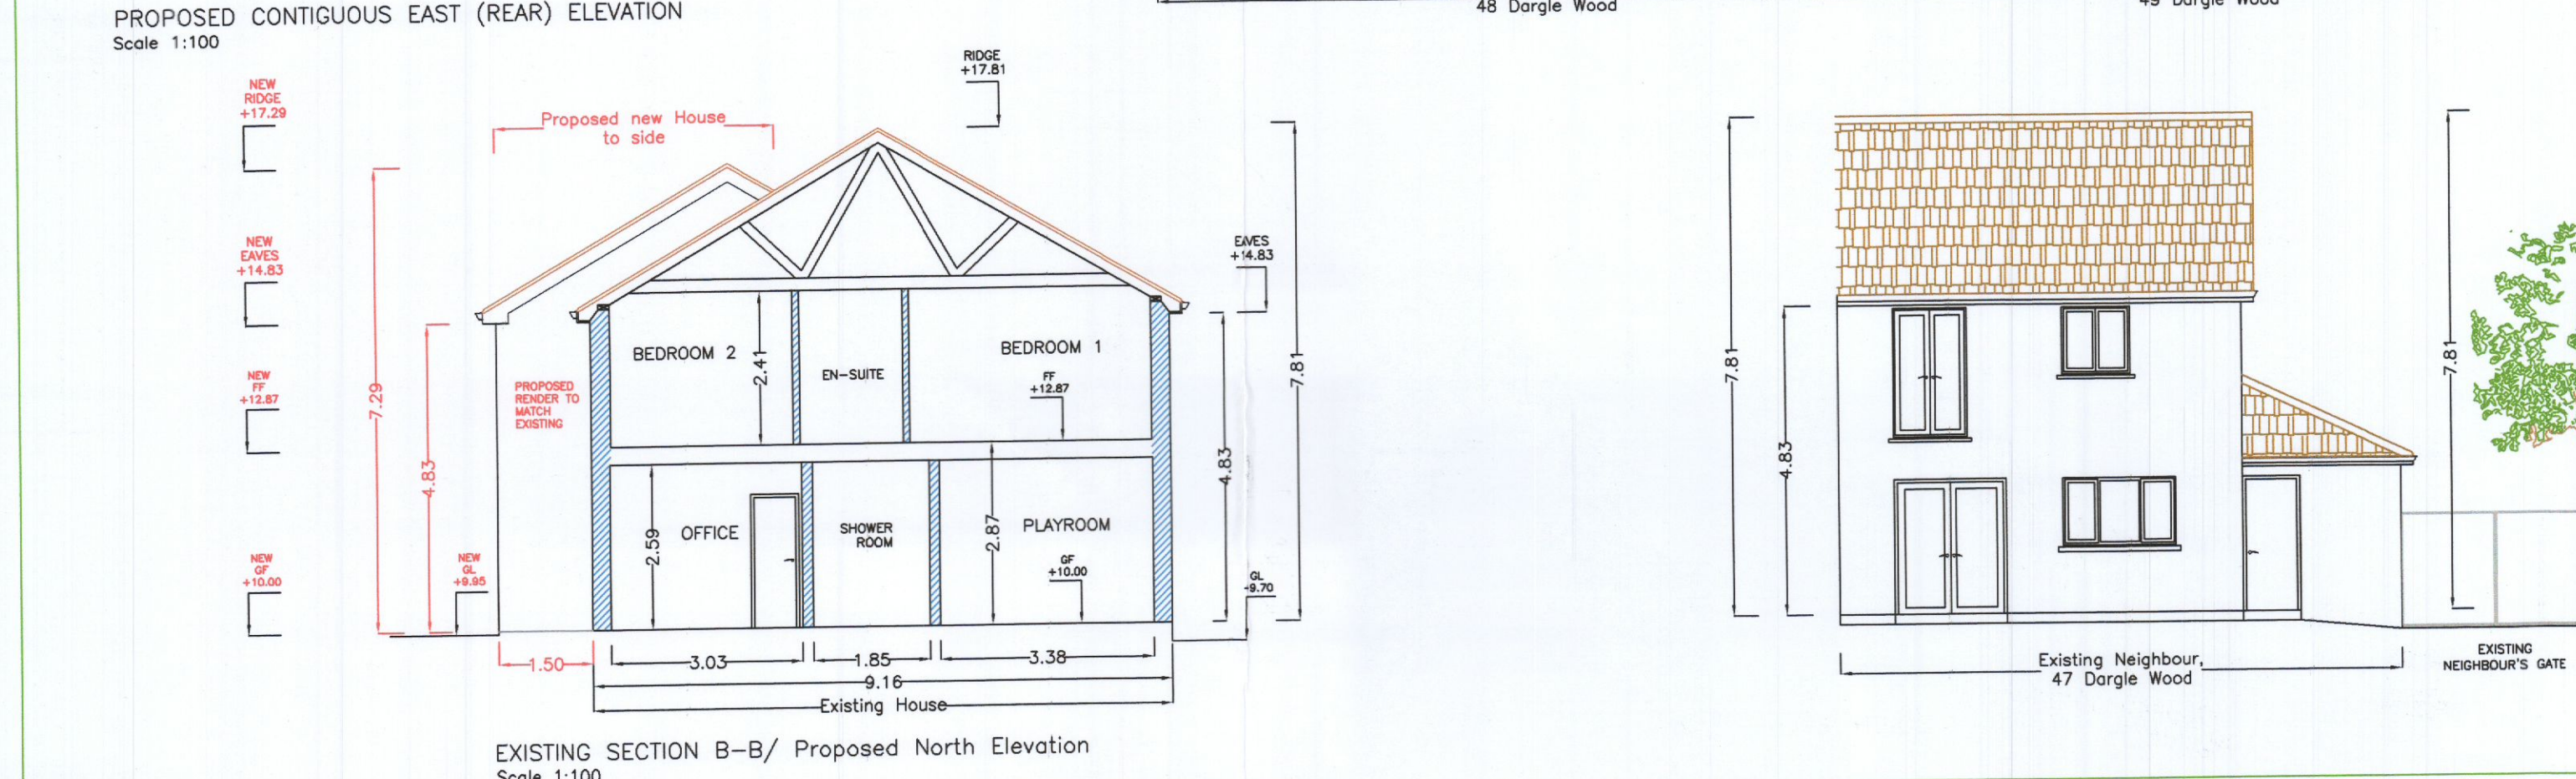 PROPOSED CONTIGUOUS EAST (REAR) ELEVATION
Scale 1:100
48 Dargle Wood
49 Dargle Wood
NEW
RIDGE
+17.29
NEW
EAVES
+14.83
NEW
FF
+12.87
NEW
GF
+10.00
7.29
4.83
NEW
GL
+9.95
Proposed new House
to side
PROPOSED
RENDER TO
MATCH
EXISTING
RIDGE
+17.81
EAVES
+14.83
BEDROOM 2
2.41
EN-SUITE
BEDROOM 1
FF
+12.87
2.59
OFFICE
SHOWER
ROOM
2.87
PLAYROOM
GF
+10.00
4.83
7.81
GL
9.70
1.50
3.03
1.85
3.38
9.16
Existing House
EXISTING SECTION B-B/ Proposed North Elevation
Scale 1:100
7.81
4.83
7.81
Existing Neighbour,
47 Dargle Wood
EXISTING
NEIGHBOUR'S GATE